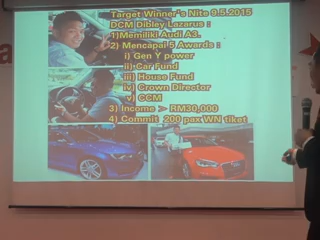 Target Winner's Nite 9.5.2015
DCM Dibley Lazarus :
1)Memiliki Audi A3.
2) Mencapai 5 Awards :
i) Gen Y power
ii) Car Fund
iii) House Fund
iv) Crown Director
v) CCM
3) Income > RM30,000
4) Commit 200 pax WN tiket